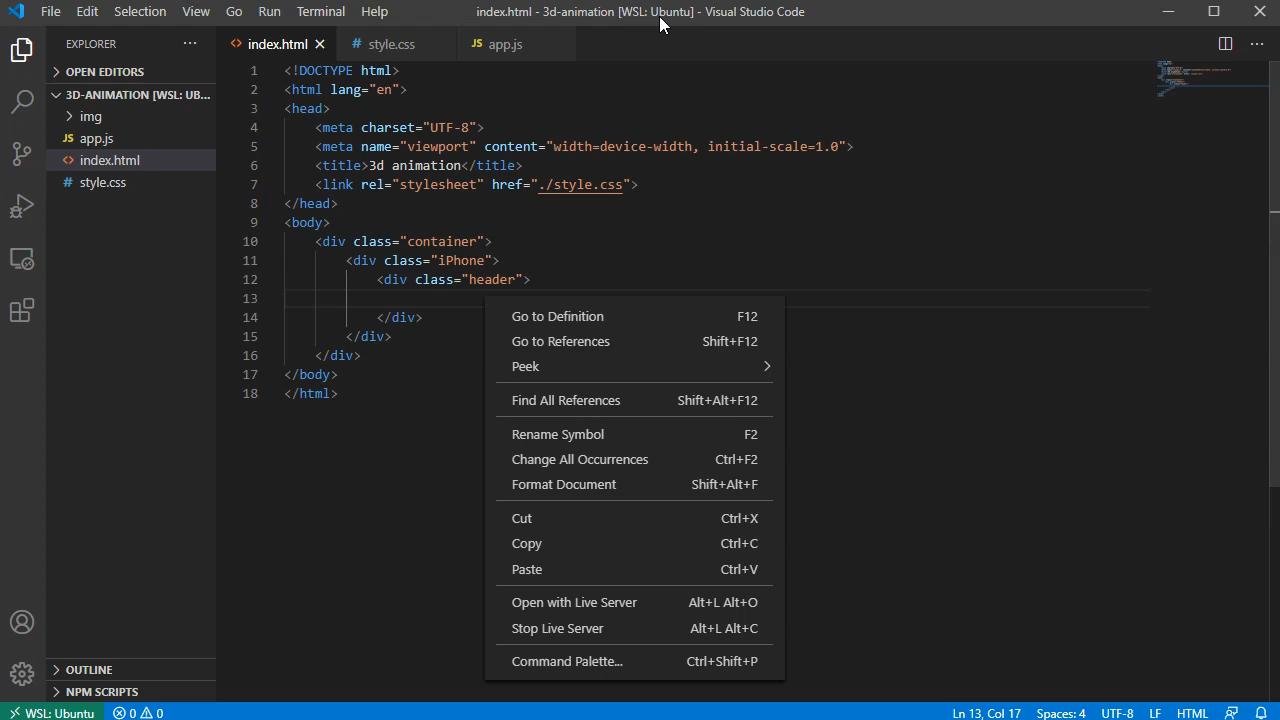 File Edit Selection View Go Run Terminal Help index.html - 3d-animation [WSL: Ubuntu] - Visual Studio Code
EXPLORER ··· <> index.html × # style.css JS app.js ···
OPEN EDITORS
3D-ANIMATION [WSL: UB...
img
JS app.js
<> index.html
# style.css
OUTLINE
NPM SCRIPTS
1 <!DOCTYPE html>
2 <html lang="en">
3 <head>
4 <meta charset="UTF-8">
5 <meta name="viewport" content="width=device-width, initial-scale=1.0">
6 <title>3d animation</title>
7 <link rel="stylesheet" href="./style.css">
8 </head>
9 <body>
10 <div class="container">
11 <div class="iPhone">
12 <div class="header">
13
14 </div>
15 </div>
16 </div>
17 </body>
18 </html>
Go to Definition F12
Go to References Shift+F12
Peek >
Find All References Shift+Alt+F12
Rename Symbol F2
Change All Occurrences Ctrl+F2
Format Document Shift+Alt+F
Cut Ctrl+X
Copy Ctrl+C
Paste Ctrl+V
Open with Live Server Alt+L Alt+O
Stop Live Server Alt+L Alt+C
Command Palette... Ctrl+Shift+P
WSL: Ubuntu 0 0 Ln 13, Col 17 Spaces: 4 UTF-8 LF HTML